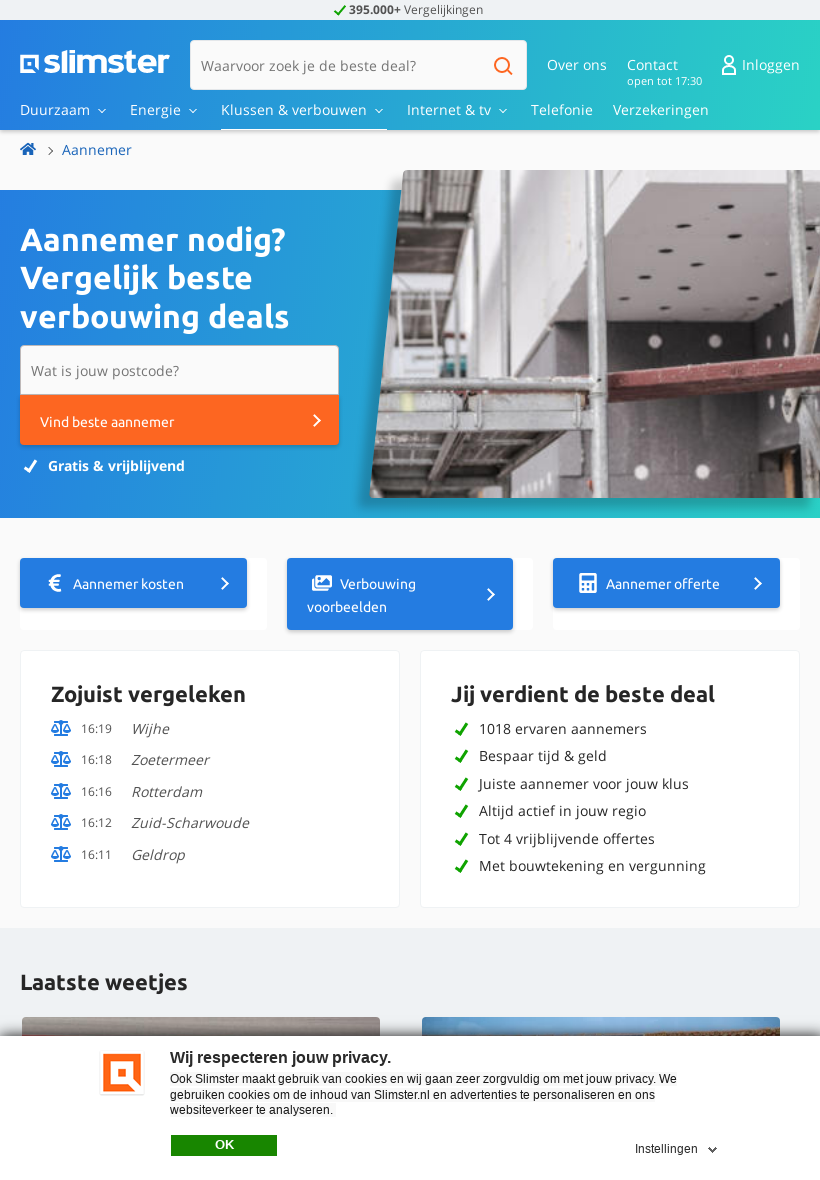 395.000+ Vergelijkingen
slimster
Waarvoor zoek je de beste deal?
Over ons
Contact
open tot 17:30
Inloggen
Duurzaam
Energie
Klussen & verbouwen
Internet & tv
Telefonie
Verzekeringen
Aannemer
Aannemer nodig?
Vergelijk beste
verbouwing deals
Wat is jouw postcode?
Vind beste aannemer
Gratis & vrijblijvend
Aannemer kosten
Verbouwing
voorbeelden
Aannemer offerte
Zojuist vergeleken
16:19 Wijhe
16:18 Zoetermeer
16:16 Rotterdam
16:12 Zuid-Scharwoude
16:11 Geldrop
Jij verdient de beste deal
1018 ervaren aannemers
Bespaar tijd & geld
Juiste aannemer voor jouw klus
Altijd actief in jouw regio
Tot 4 vrijblijvende offertes
Met bouwtekening en vergunning
Laatste weetjes
Wij respecteren jouw privacy.
Ook Slimster maakt gebruik van cookies en wij gaan zeer zorgvuldig om met jouw privacy. We
gebruiken cookies om de inhoud van Slimster.nl en advertenties te personaliseren en ons
websiteverkeer te analyseren.
OK
Instellingen